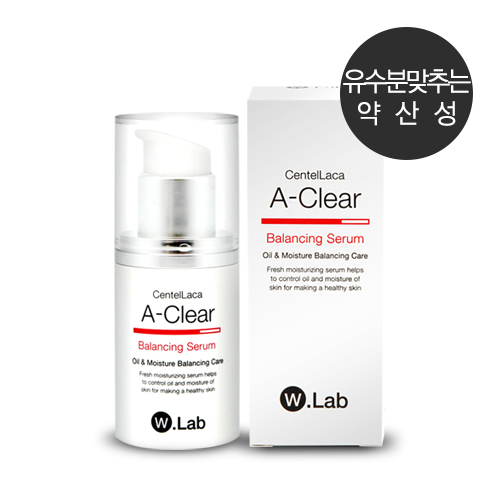 유수분맞추는
약 산 성
CentelLaca
A-Clear
Balancing Serum
Oil & Moisture Balancing Care
Fresh moisturizing serum helps
to control oil and moisture of
skin for making a healthy skin
W.Lab
CentelLaca
A-Clear
Balancing Serum
Oil & Moisture Balancing Care
Fresh moisturizing serum helps
to control oil and moisture of
skin for making a healthy skin
W.Lab